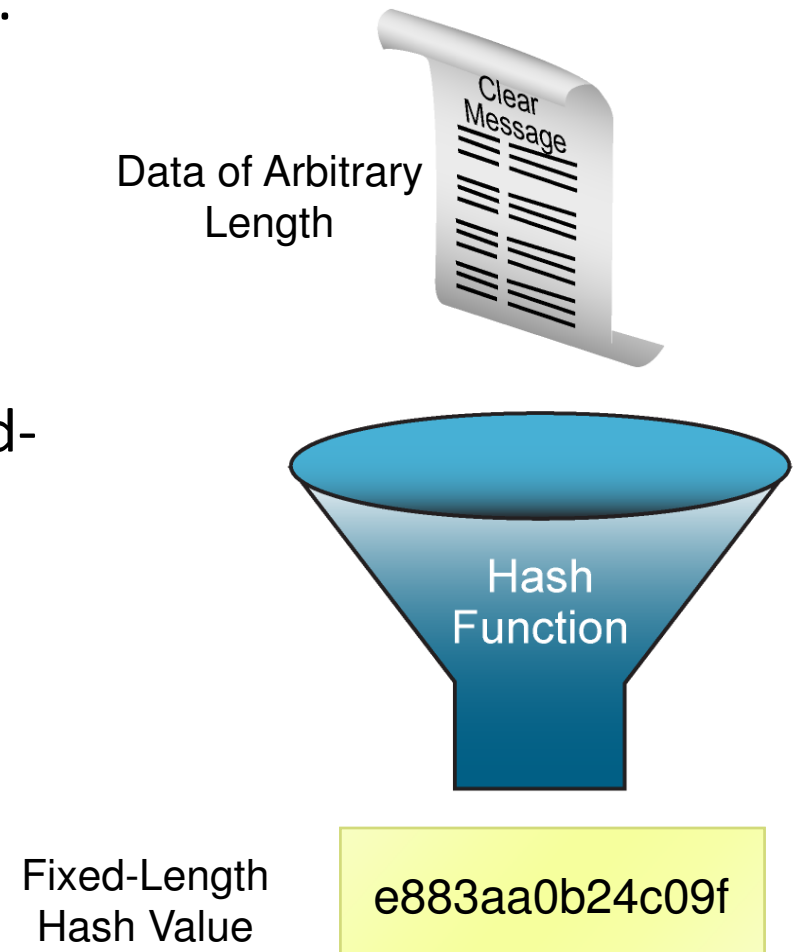 .
Clear
Message
Data of Arbitrary
Length
d-
Hash
Function
Fixed-Length
Hash Value
e883aa0b24c09f